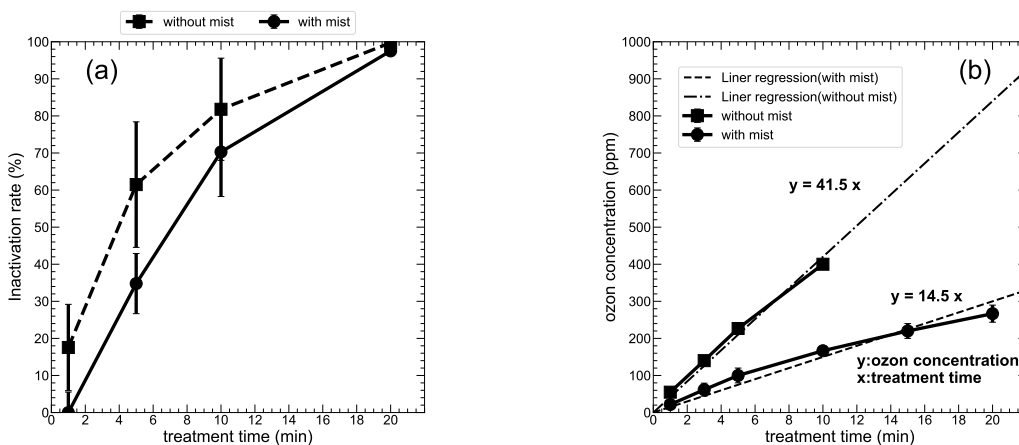 without mist
with mist
(a)
100
90
80
70
60
50
40
30
20
10
0
Inactivation rate (%)
0 2 4 6 8 10 12 14 16 18 20 22
treatment time (min)
(b)
Liner regression(with mist)
Liner regression(without mist)
without mist
with mist
1000
900
800
700
600
500
400
300
200
100
0
ozon concentration (ppm)
y = 41.5 x
y = 14.5 x
y:ozon concentration
x:treatment time
0 2 4 6 8 10 12 14 16 18 20
treatment time (min)